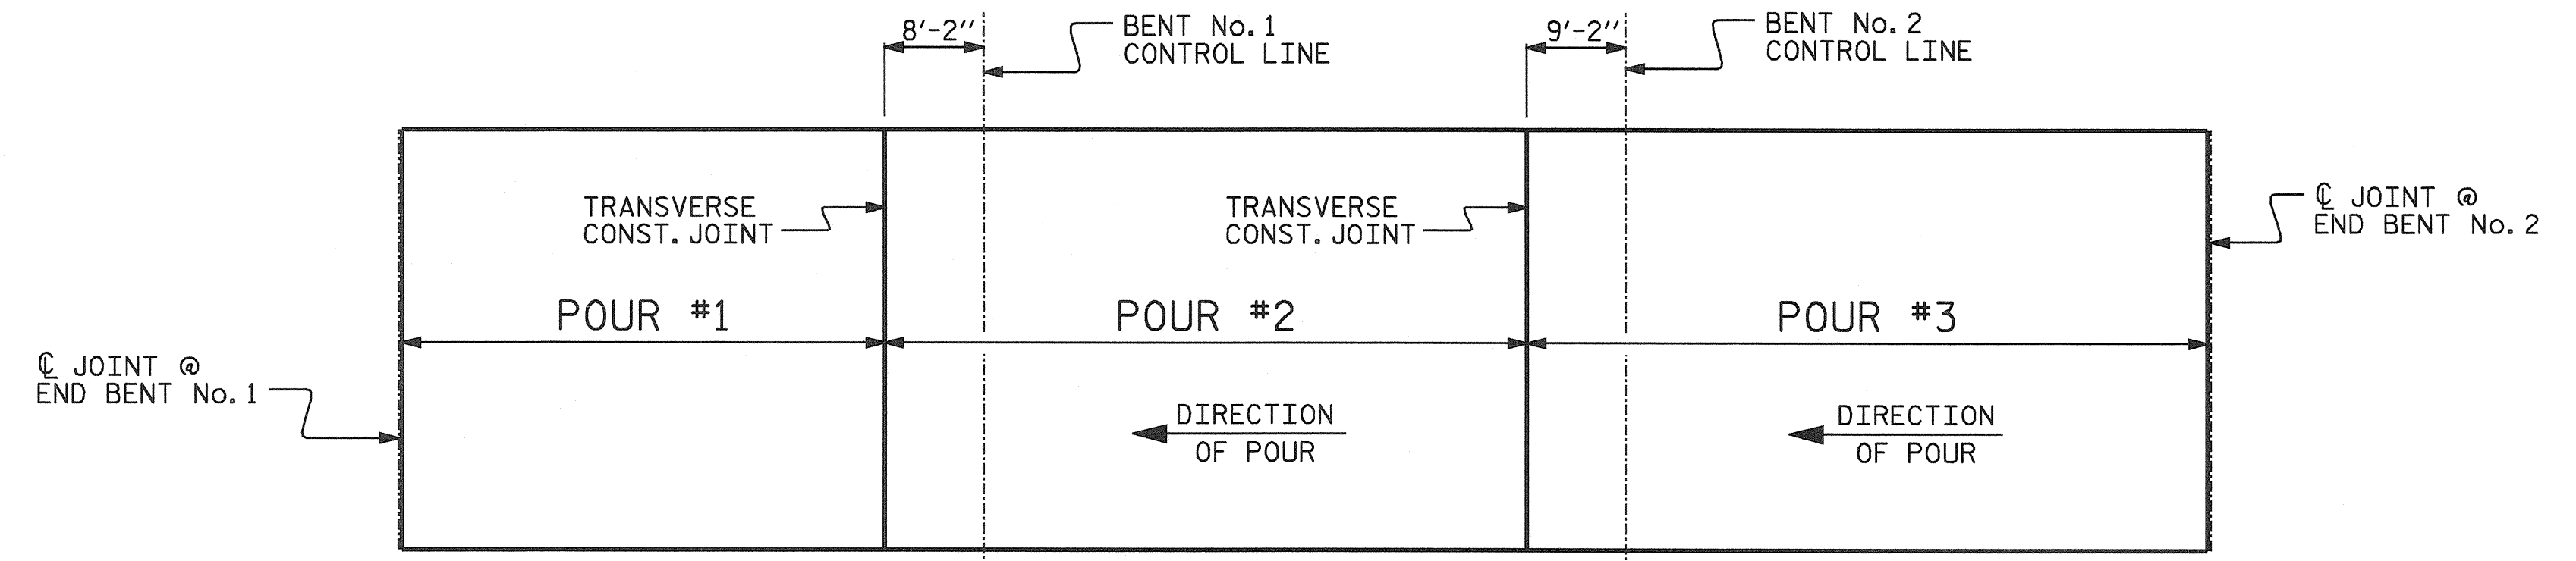 8'-2"
BENT No. 1
CONTROL LINE
9'-2"
BENT No. 2
CONTROL LINE
TRANSVERSE
CONST. JOINT
TRANSVERSE
CONST. JOINT
℄ JOINT @
END BENT No. 2
POUR #1
POUR #2
POUR #3
℄ JOINT @
END BENT No. 1
DIRECTION
OF POUR
DIRECTION
OF POUR